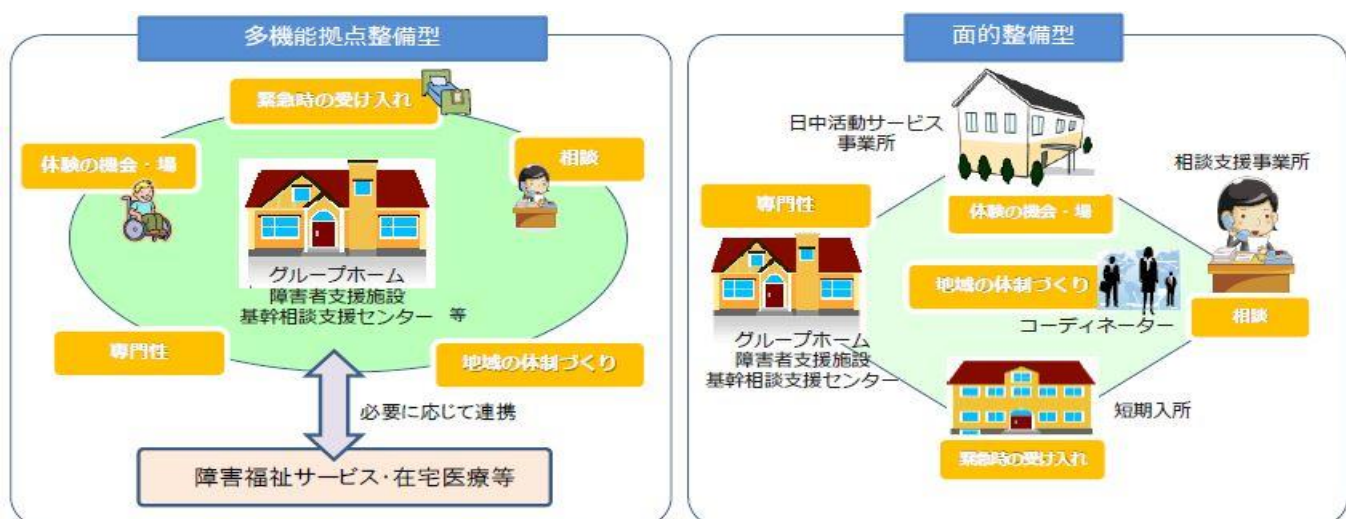 多機能拠点整備型
緊急時の受け入れ
体験の機会・場
相談
グループホーム
障害者支援施設
基幹相談支援センター 等
専門性
地域の体制づくり
必要に応じて連携
障害福祉サービス・在宅医療等
面的整備型
日中活動サービス
事業所
相談支援事業所
専門性
体験の機会・場
地域の体制づくり
コーディネーター
相談
グループホーム
障害者支援施設
基幹相談支援センター
短期入所
緊急時の受け入れ